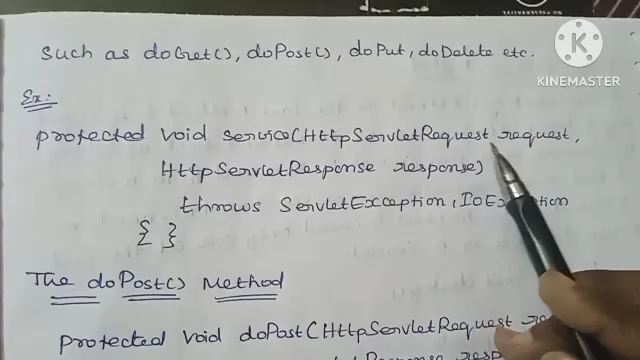 such as doGet(), doPost(), doPut, doDelete etc.
KINEMASTER
Ex:
protected void service(HttpServletRequest request,
HttpServletResponse response)
throws ServletException, IOException
{ }
The doPost() Method
protected void doPost(HttpServletRequest